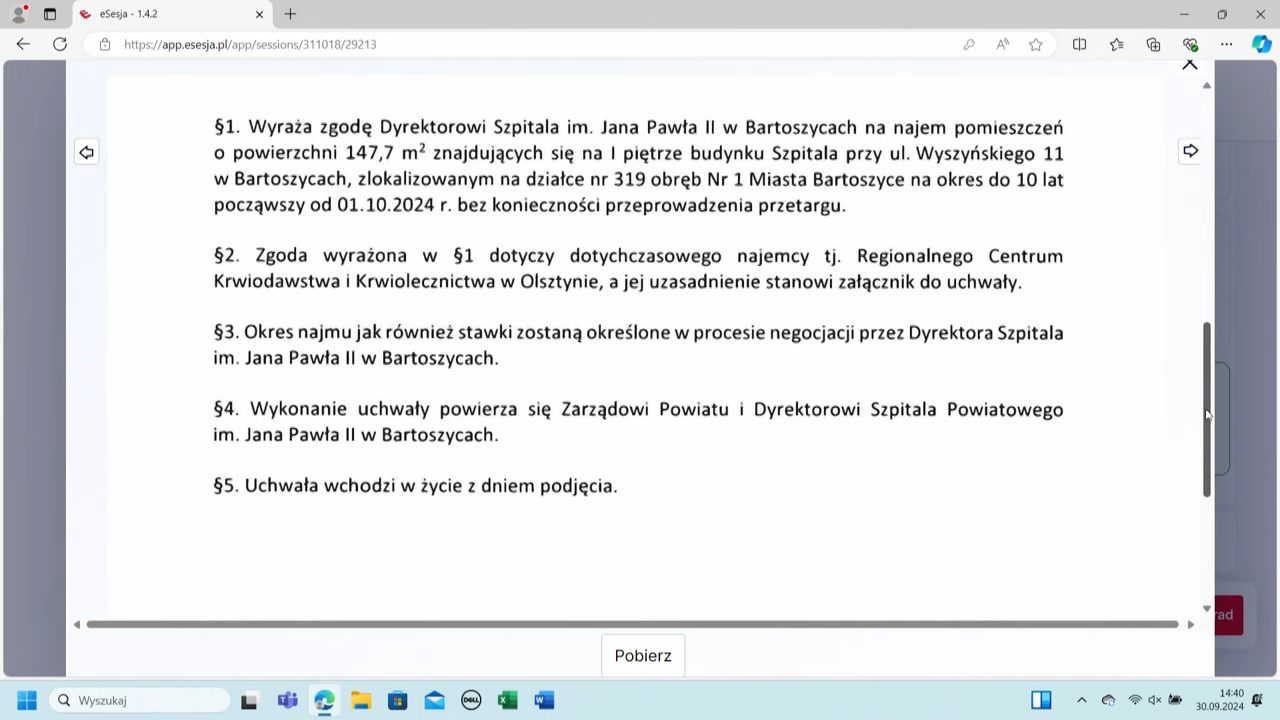 eSesja - 1.4.2
https://app.esesja.pl/app/sessions/311018/29213
§1. Wyraża zgodę Dyrektorowi Szpitala im. Jana Pawła II w Bartoszycach na najem pomieszczeń
o powierzchni 147,7 m² znajdujących się na I piętrze budynku Szpitala przy ul. Wyszyńskiego 11
w Bartoszycach, zlokalizowanym na działce nr 319 obręb Nr 1 Miasta Bartoszyce na okres do 10 lat
począwszy od 01.10.2024 r. bez konieczności przeprowadzenia przetargu.
§2. Zgoda wyrażona w §1 dotyczy dotychczasowego najemcy tj. Regionalnego Centrum
Krwiodawstwa i Krwiolecznictwa w Olsztynie, a jej uzasadnienie stanowi załącznik do uchwały.
§3. Okres najmu jak również stawki zostaną określone w procesie negocjacji przez Dyrektora Szpitala
im. Jana Pawła II w Bartoszycach.
§4. Wykonanie uchwały powierza się Zarządowi Powiatu i Dyrektorowi Szpitala Powiatowego
im. Jana Pawła II w Bartoszycach.
§5. Uchwała wchodzi w życie z dniem podjęcia.
rad
Pobierz
Wyszukaj
DELL
14:40
30.09.2024